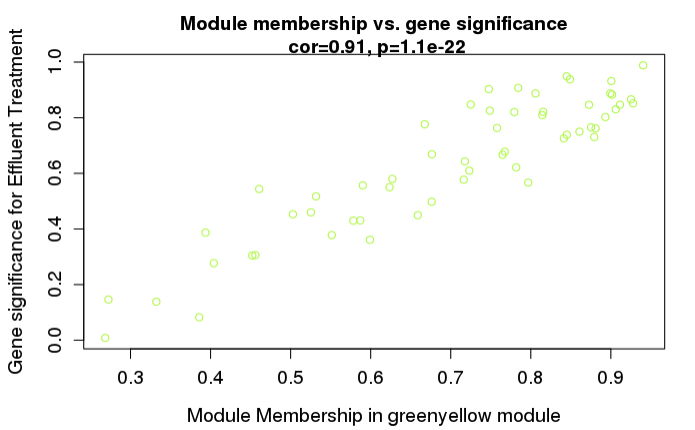 Module membership vs. gene significance
cor=0.91, p=1.1e-22
Gene significance for Effluent Treatment
1.0
0.8
0.6
0.4
0.2
0.0
0.3 0.4 0.5 0.6 0.7 0.8 0.9
Module Membership in greenyellow module